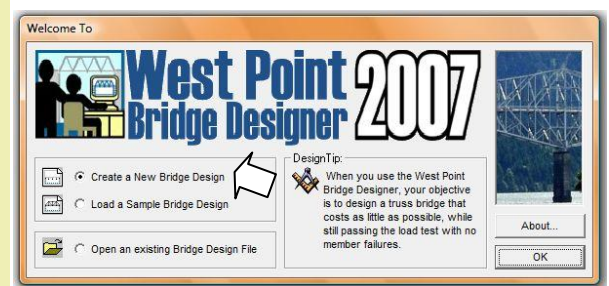 Welcome To
West Point
Bridge Designer
2007
Create a New Bridge Design
Load a Sample Bridge Design
Open an existing Bridge Design File
DesignTip:
When you use the West Point
Bridge Designer, your objective
is to design a truss bridge that
costs as little as possible, while
still passing the load test with no
member failures.
About...
OK